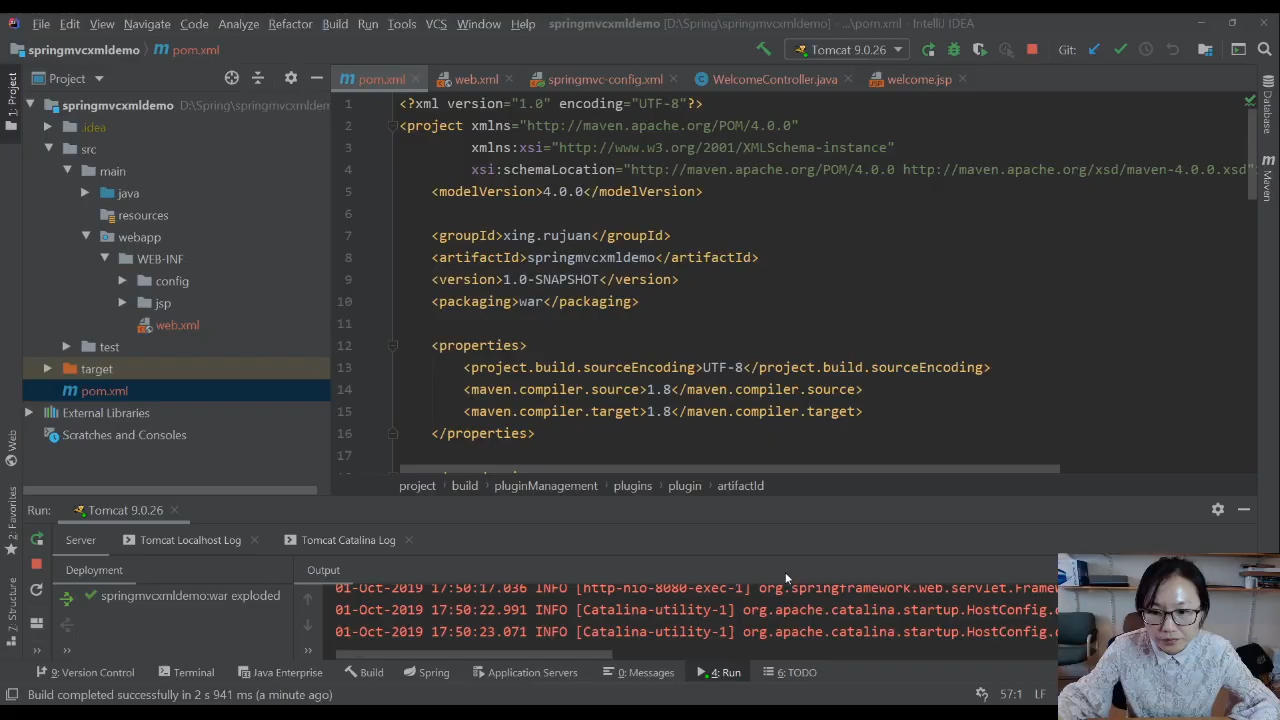 File Edit View Navigate Code Analyze Refactor Build Run Tools VCS Window Help springmvcxmldemo [D:\Spring\springmvcxmldemo] - ...\pom.xml - IntelliJ IDEA
springmvcxmldemo pom.xml Tomcat 9.0.26 Git:
Project pom.xml web.xml springmvc-config.xml WelcomeController.java welcome.jsp
1: Project
springmvcxmldemo D:\Spring\springmvcxmldem
.idea
src
main
java
resources
webapp
WEB-INF
config
jsp
web.xml
test
target
pom.xml
External Libraries
Scratches and Consoles
1 <?xml version="1.0" encoding="UTF-8"?>
2 <project xmlns="http://maven.apache.org/POM/4.0.0"
3 xmlns:xsi="http://www.w3.org/2001/XMLSchema-instance"
4 xsi:schemaLocation="http://maven.apache.org/POM/4.0.0 http://maven.apache.org/xsd/maven-4.0.0.xsd"
5 <modelVersion>4.0.0</modelVersion>
6
7 <groupId>xing.rujuan</groupId>
8 <artifactId>springmvcxmldemo</artifactId>
9 <version>1.0-SNAPSHOT</version>
10 <packaging>war</packaging>
11
12 <properties>
13 <project.build.sourceEncoding>UTF-8</project.build.sourceEncoding>
14 <maven.compiler.source>1.8</maven.compiler.source>
15 <maven.compiler.target>1.8</maven.compiler.target>
16 </properties>
17
Database
Maven
Web
2: Favorites
7: Structure
project build pluginManagement plugins plugin artifactId
Run: Tomcat 9.0.26
Server Tomcat Localhost Log Tomcat Catalina Log
Deployment Output
springmvcxmldemo:war exploded
01-Oct-2019 17:50:17.036 INFO [http-nio-8080-exec-1] org.springframework.web.servlet.Frame
01-Oct-2019 17:50:22.991 INFO [Catalina-utility-1] org.apache.catalina.startup.HostConfig.
01-Oct-2019 17:50:23.071 INFO [Catalina-utility-1] org.apache.catalina.startup.HostConfig.
9: Version Control Terminal Java Enterprise Build Spring Application Servers 0: Messages 4: Run 6: TODO
Build completed successfully in 2 s 941 ms (a minute ago) 57:1 LF